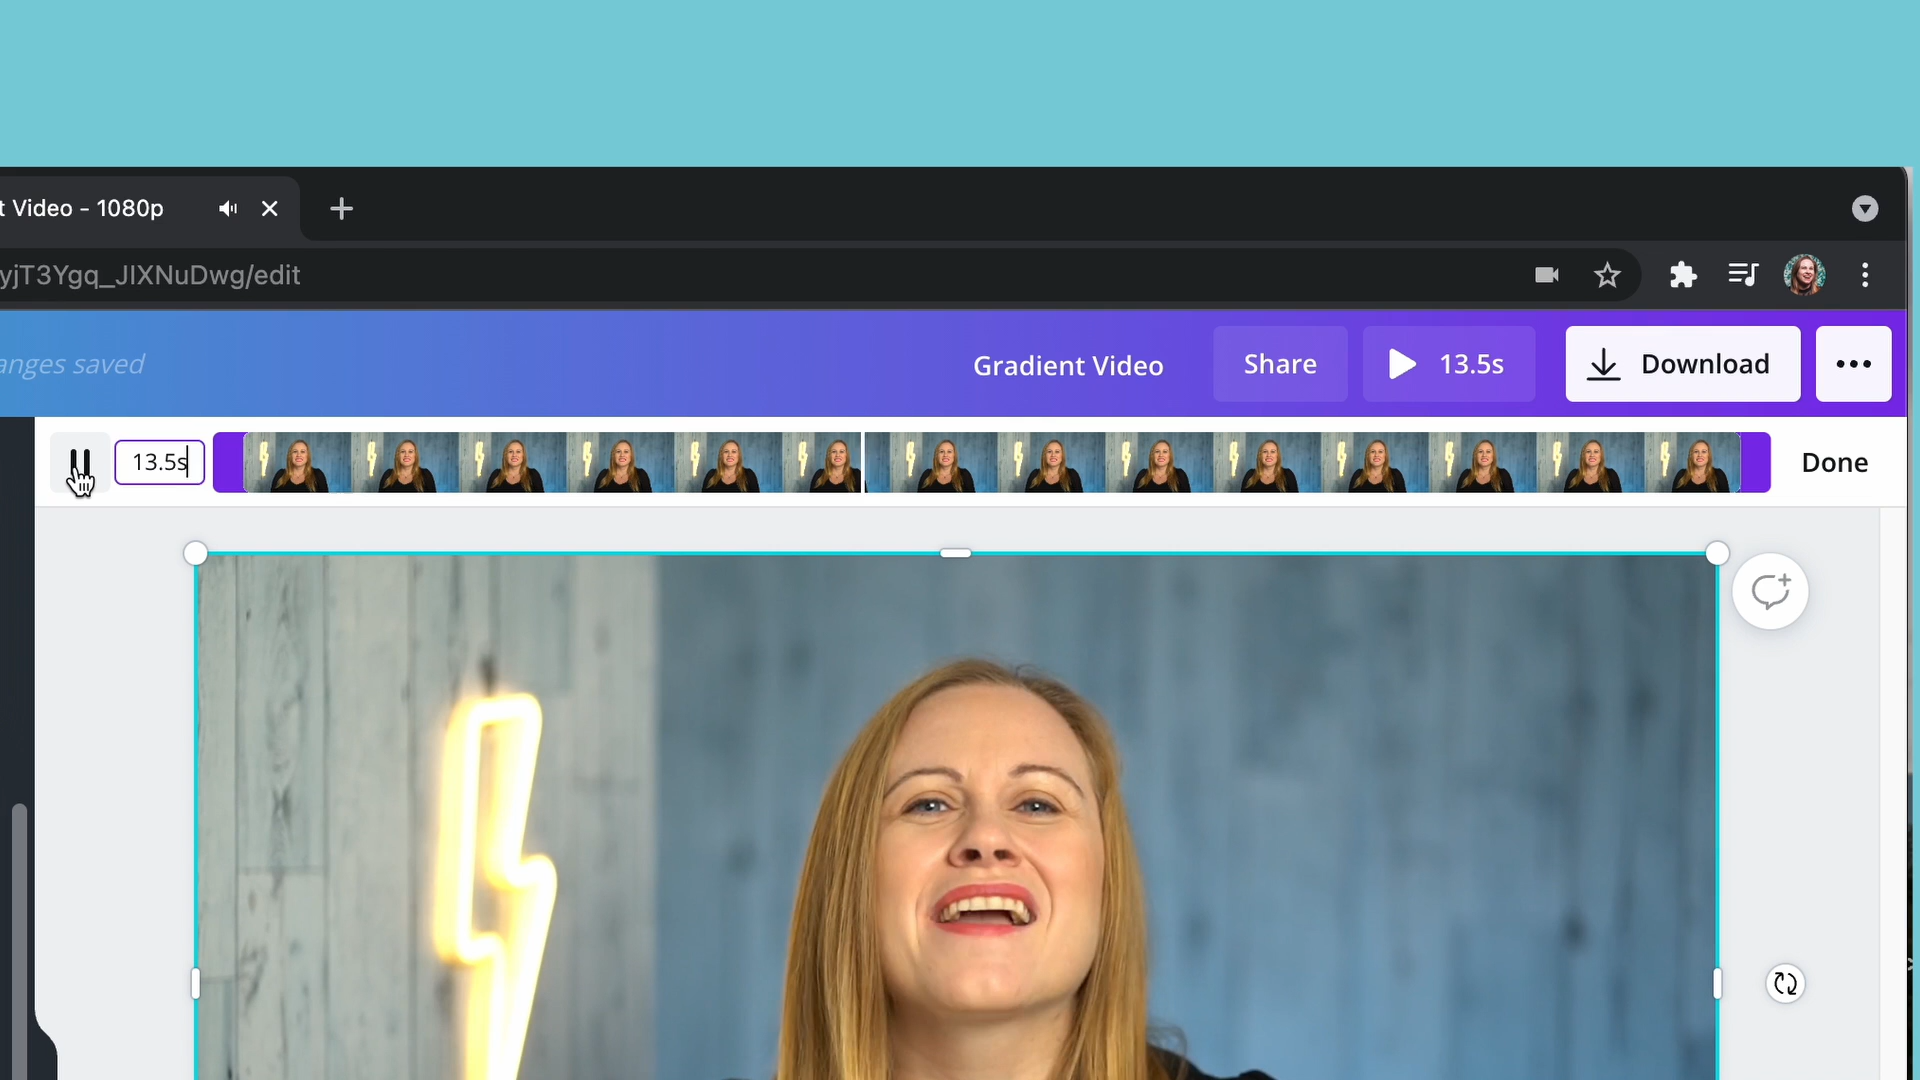 t Video - 1080p
yjT3Ygq_JIXNuDwg/edit
anges saved
Gradient Video
Share
13.5s
Download
13.5s
Done